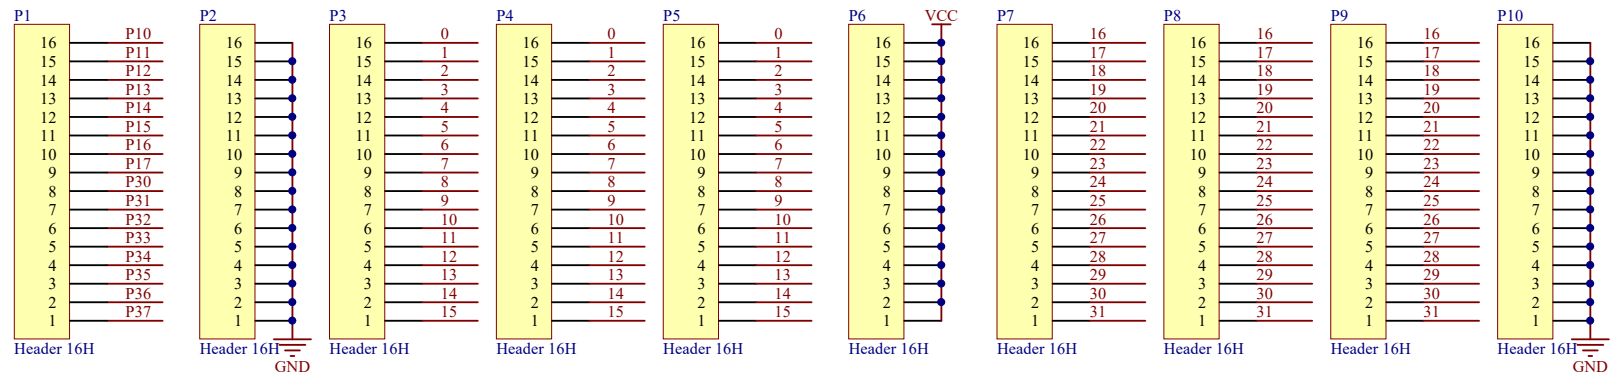 P1 P2 P3 P4 P5 P6 VCC P7 P8 P9 P10
16 P10 16 16 0 16 0 16 0 16 16 16 16 16 16 16 16
15 P11 15 15 1 15 1 15 1 15 15 17 15 17 15 17 15
14 P12 14 14 2 14 2 14 2 14 14 18 14 18 14 18 14
13 P13 13 13 3 13 3 13 3 13 13 19 13 19 13 19 13
12 P14 12 12 4 12 4 12 4 12 12 20 12 20 12 20 12
11 P15 11 11 5 11 5 11 5 11 11 21 11 21 11 21 11
10 P16 10 10 6 10 6 10 6 10 10 22 10 22 10 22 10
9 P17 9 9 7 9 7 9 7 9 9 23 9 23 9 23 9
8 P30 8 8 8 8 8 8 8 8 8 24 8 24 8 24 8
7 P31 7 7 9 7 9 7 9 7 7 25 7 25 7 25 7
6 P32 6 6 10 6 10 6 10 6 6 26 6 26 6 26 6
5 P33 5 5 11 5 11 5 11 5 5 27 5 27 5 27 5
4 P34 4 4 12 4 12 4 12 4 4 28 4 28 4 28 4
3 P35 3 3 13 3 13 3 13 3 3 29 3 29 3 29 3
2 P36 2 2 14 2 14 2 14 2 2 30 2 30 2 30 2
1 P37 1 1 15 1 15 1 15 1 1 31 1 31 1 31 1
Header 16H Header 16H Header 16H Header 16H Header 16H Header 16H Header 16H Header 16H Header 16H Header 16H
GND GND